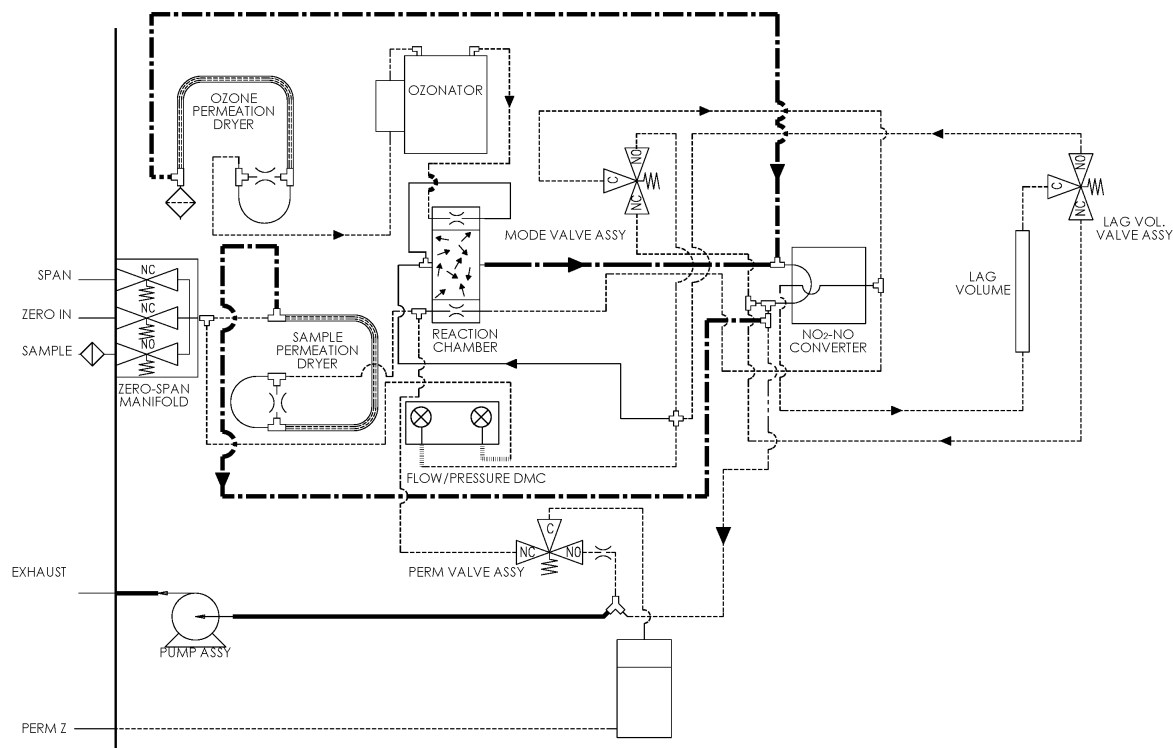 OZONE
PERMEATION
DRYER
OZONATOR
NO
C
NC
MODE VALVE ASSY
NO
C
NC
LAG VOL.
VALVE ASSY
SPAN
NC
ZERO IN
NC
SAMPLE
NO
ZERO-SPAN
MANIFOLD
SAMPLE
PERMEATION
DRYER
REACTION
CHAMBER
NO2-NO
CONVERTER
LAG
VOLUME
FLOW/PRESSURE DMC
C
NC
NO
PERM VALVE ASSY
EXHAUST
PUMP ASSY
PERM Z